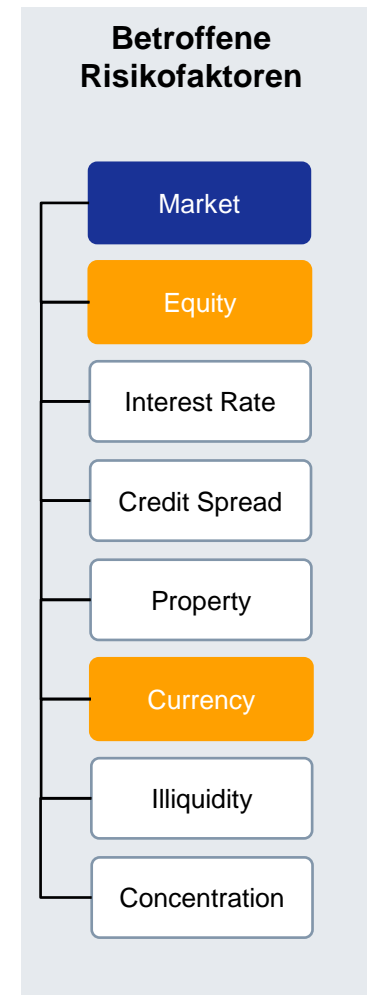 Betroffene
Risikofaktoren
Market
Equity
Interest Rate
Credit Spread
Property
Currency
Illiquidity
Concentration